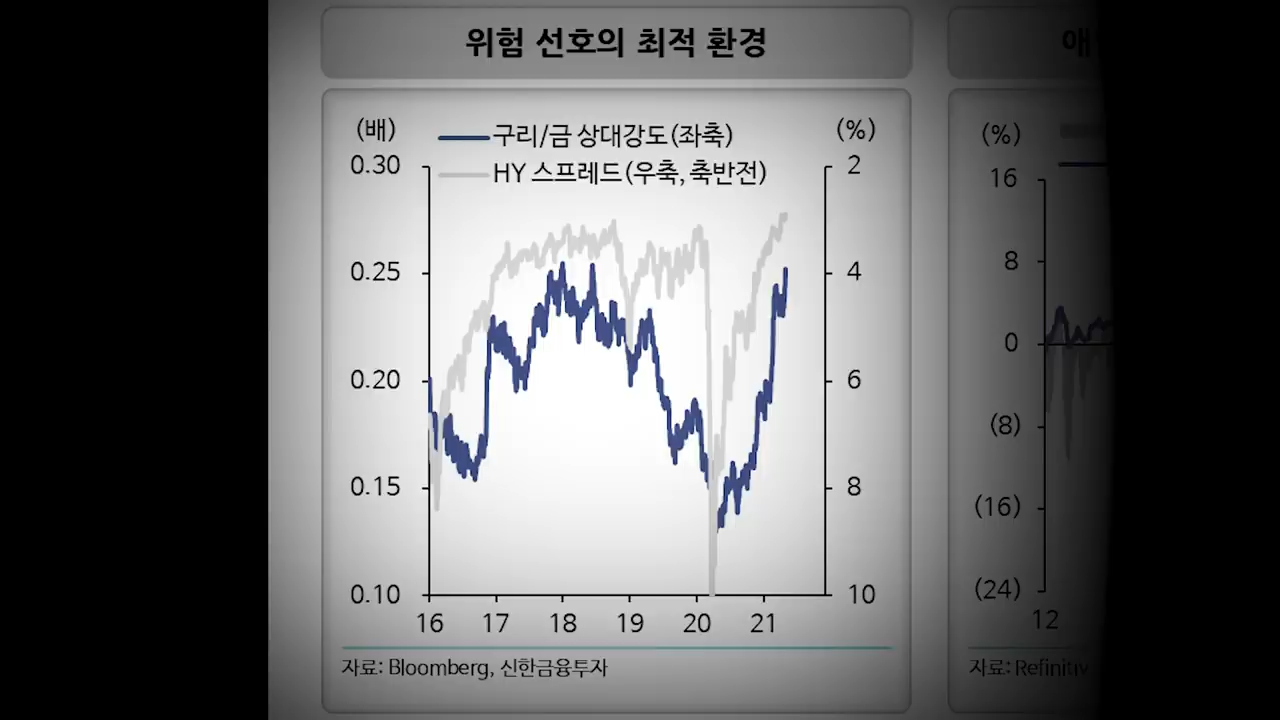 위험 선호의 최적 환경
(배)
(%)
구리/금 상대강도(좌축)
HY 스프레드(우축, 축반전)
0.30
0.25
0.20
0.15
0.10
2
4
6
8
10
16 17 18 19 20 21
자료: Bloomberg, 신한금융투자
(%)
16
8
0
(8)
(16)
(24)
12
자료: Refinitiv